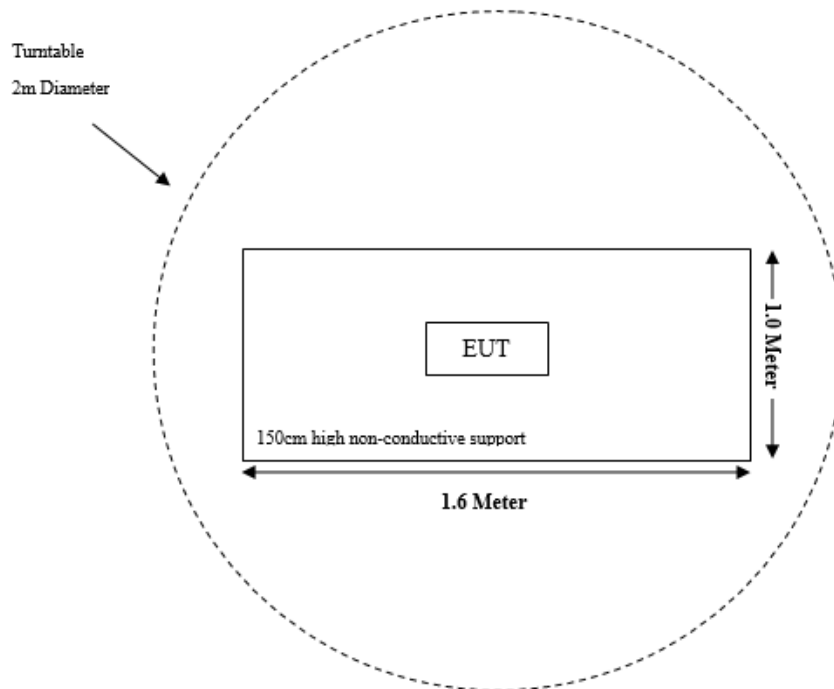 Turntable
2m Diameter
EUT
1.0 Meter
150cm high non-conductive support
1.6 Meter